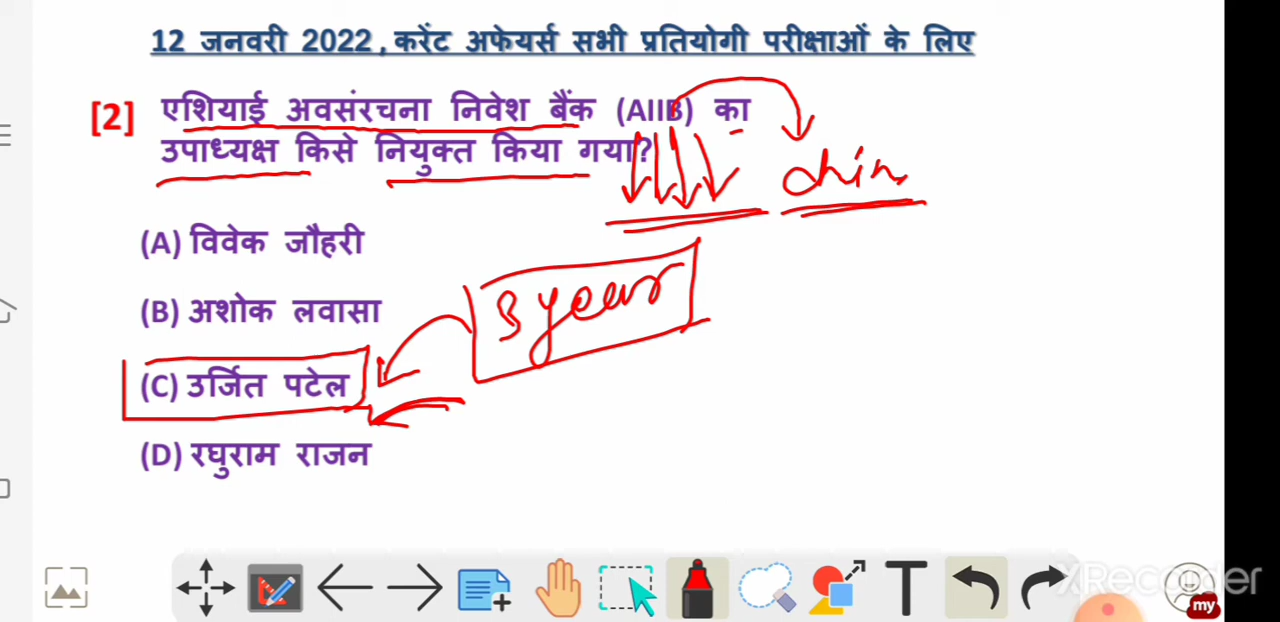 12 जनवरी 2022 , करेंट अफेयर्स सभी प्रतियोगी परीक्षाओं के लिए
[2] एशियाई अवसंरचना निवेश बैंक (AIIB) का
उपाध्यक्ष किसे नियुक्त किया गया?
chin
(A) विवेक जौहरी
3 year
(B) अशोक लवासा
(C) उर्जित पटेल
(D) रघुराम राजन
T
XRecorder
my